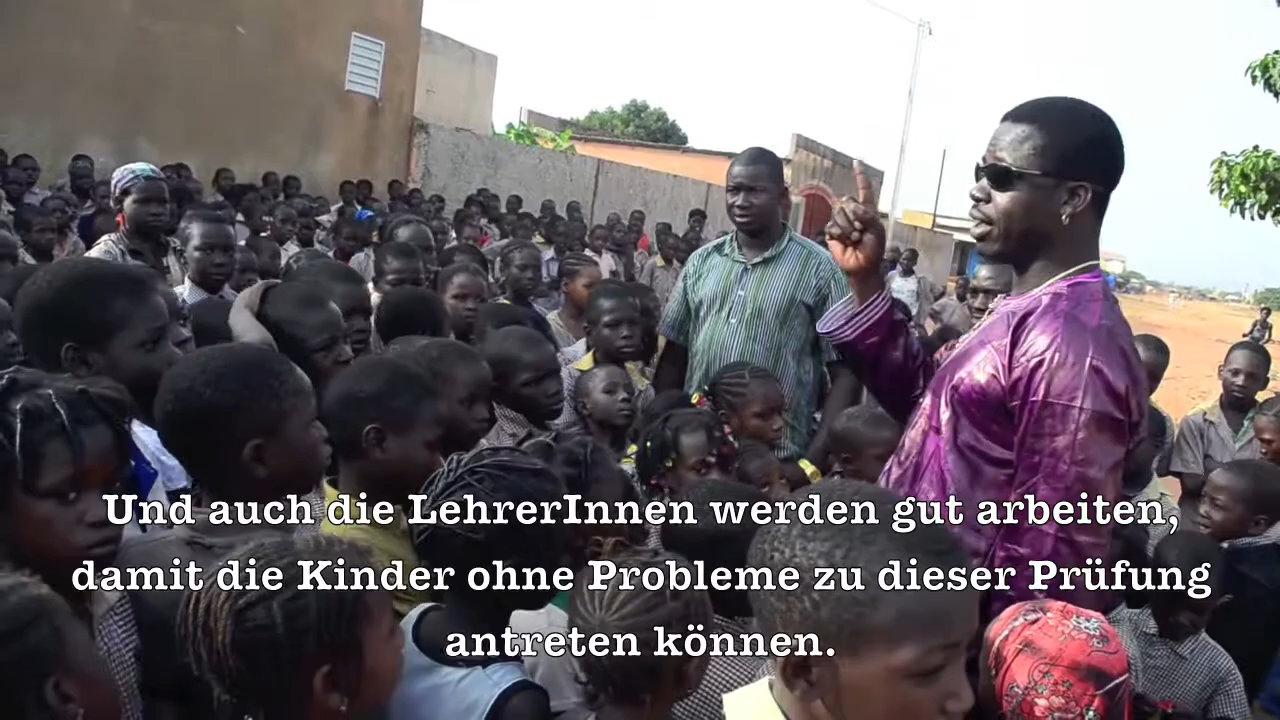 Und auch die LehrerInnen werden gut arbeiten,
damit die Kinder ohne Probleme zu dieser Prüfung
antreten können.